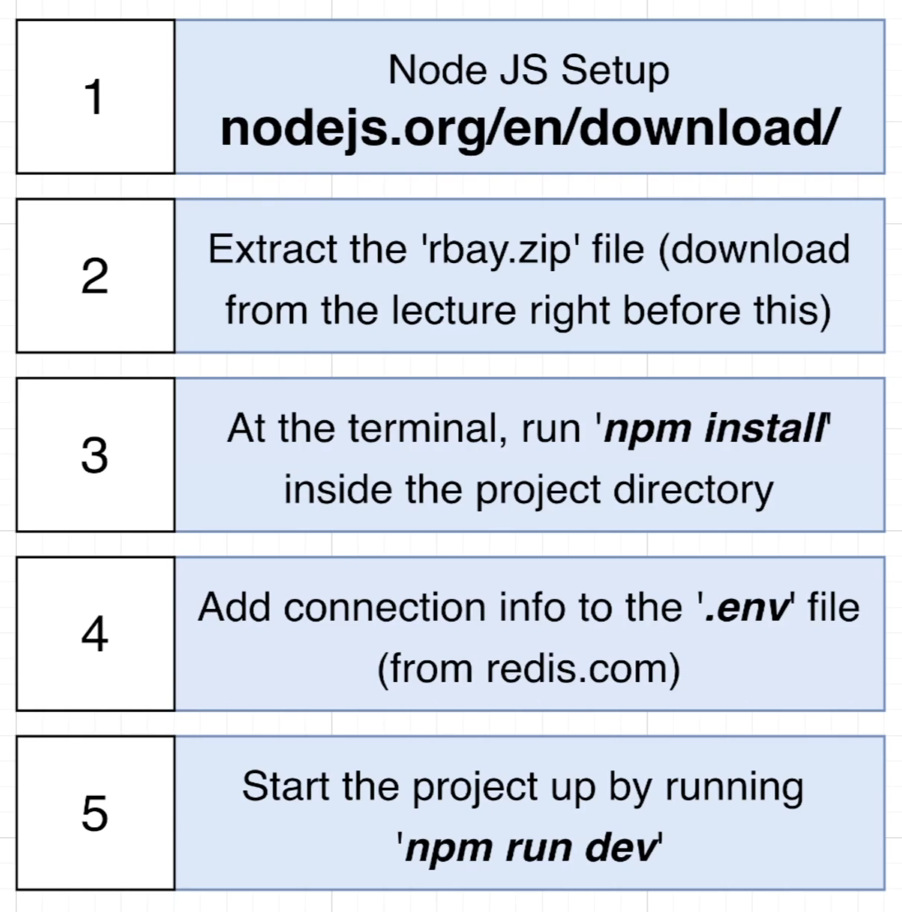 1
Node JS Setup
nodejs.org/en/download/
2
Extract the 'rbay.zip' file (download
from the lecture right before this)
3
At the terminal, run 'npm install'
inside the project directory
4
Add connection info to the '.env' file
(from redis.com)
5
Start the project up by running
'npm run dev'